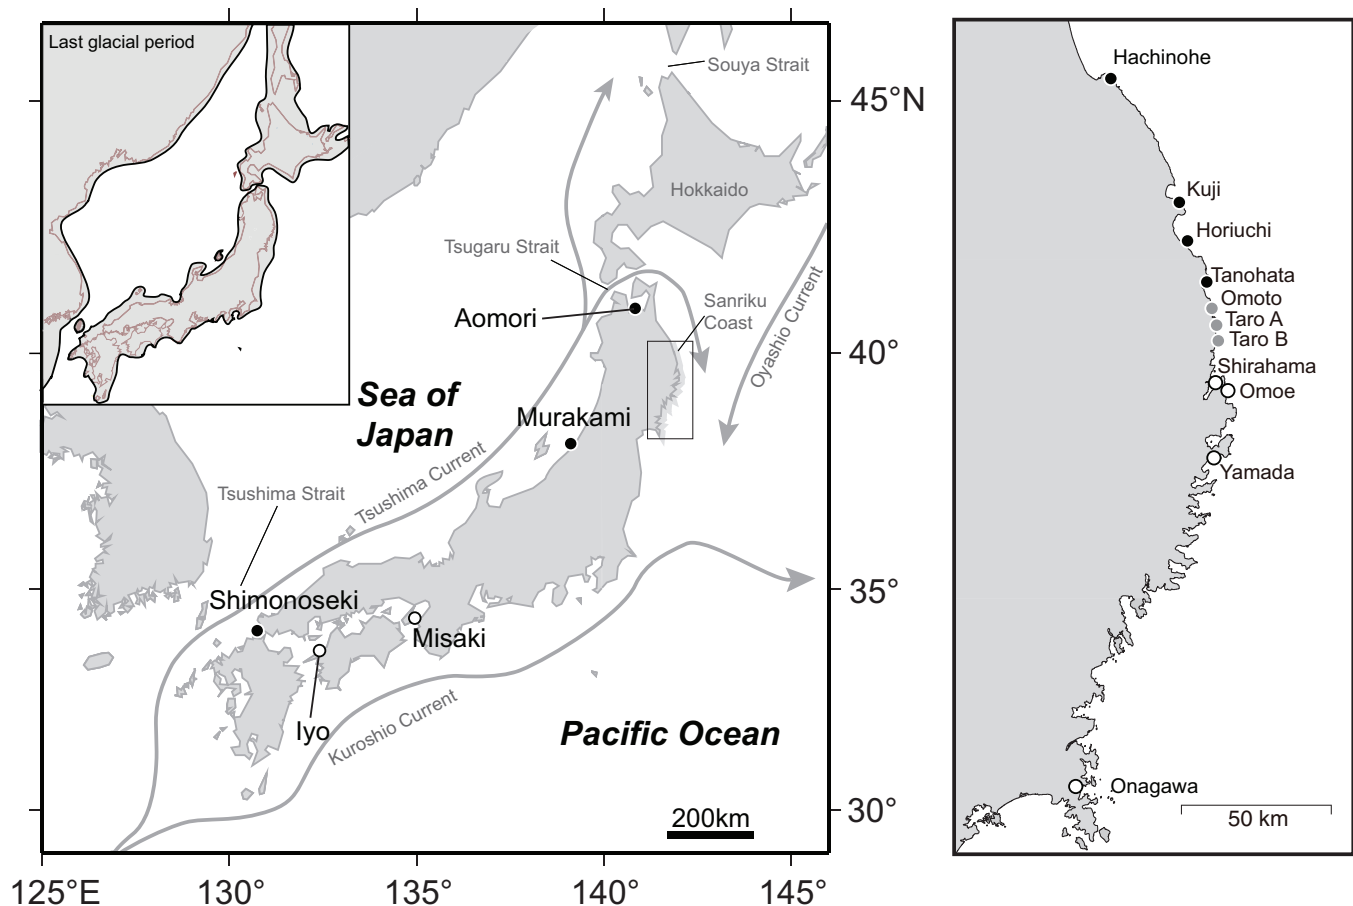 Last glacial period
Souya Strait
45°N
Hokkaido
Tsugaru Strait
Aomori
Sanriku
Coast
Oyashio Current
40°
Sea of
Japan
Murakami
Tsushima Current
Tsushima Strait
35°
Shimonoseki
Misaki
Iyo
Kuroshio Current
Pacific Ocean
200km
30°
125°E
130°
135°
140°
145°
Hachinohe
Kuji
Horiuchi
Tanohata
Omoto
Taro A
Taro B
Shirahama
Omoe
Yamada
Onagawa
50 km